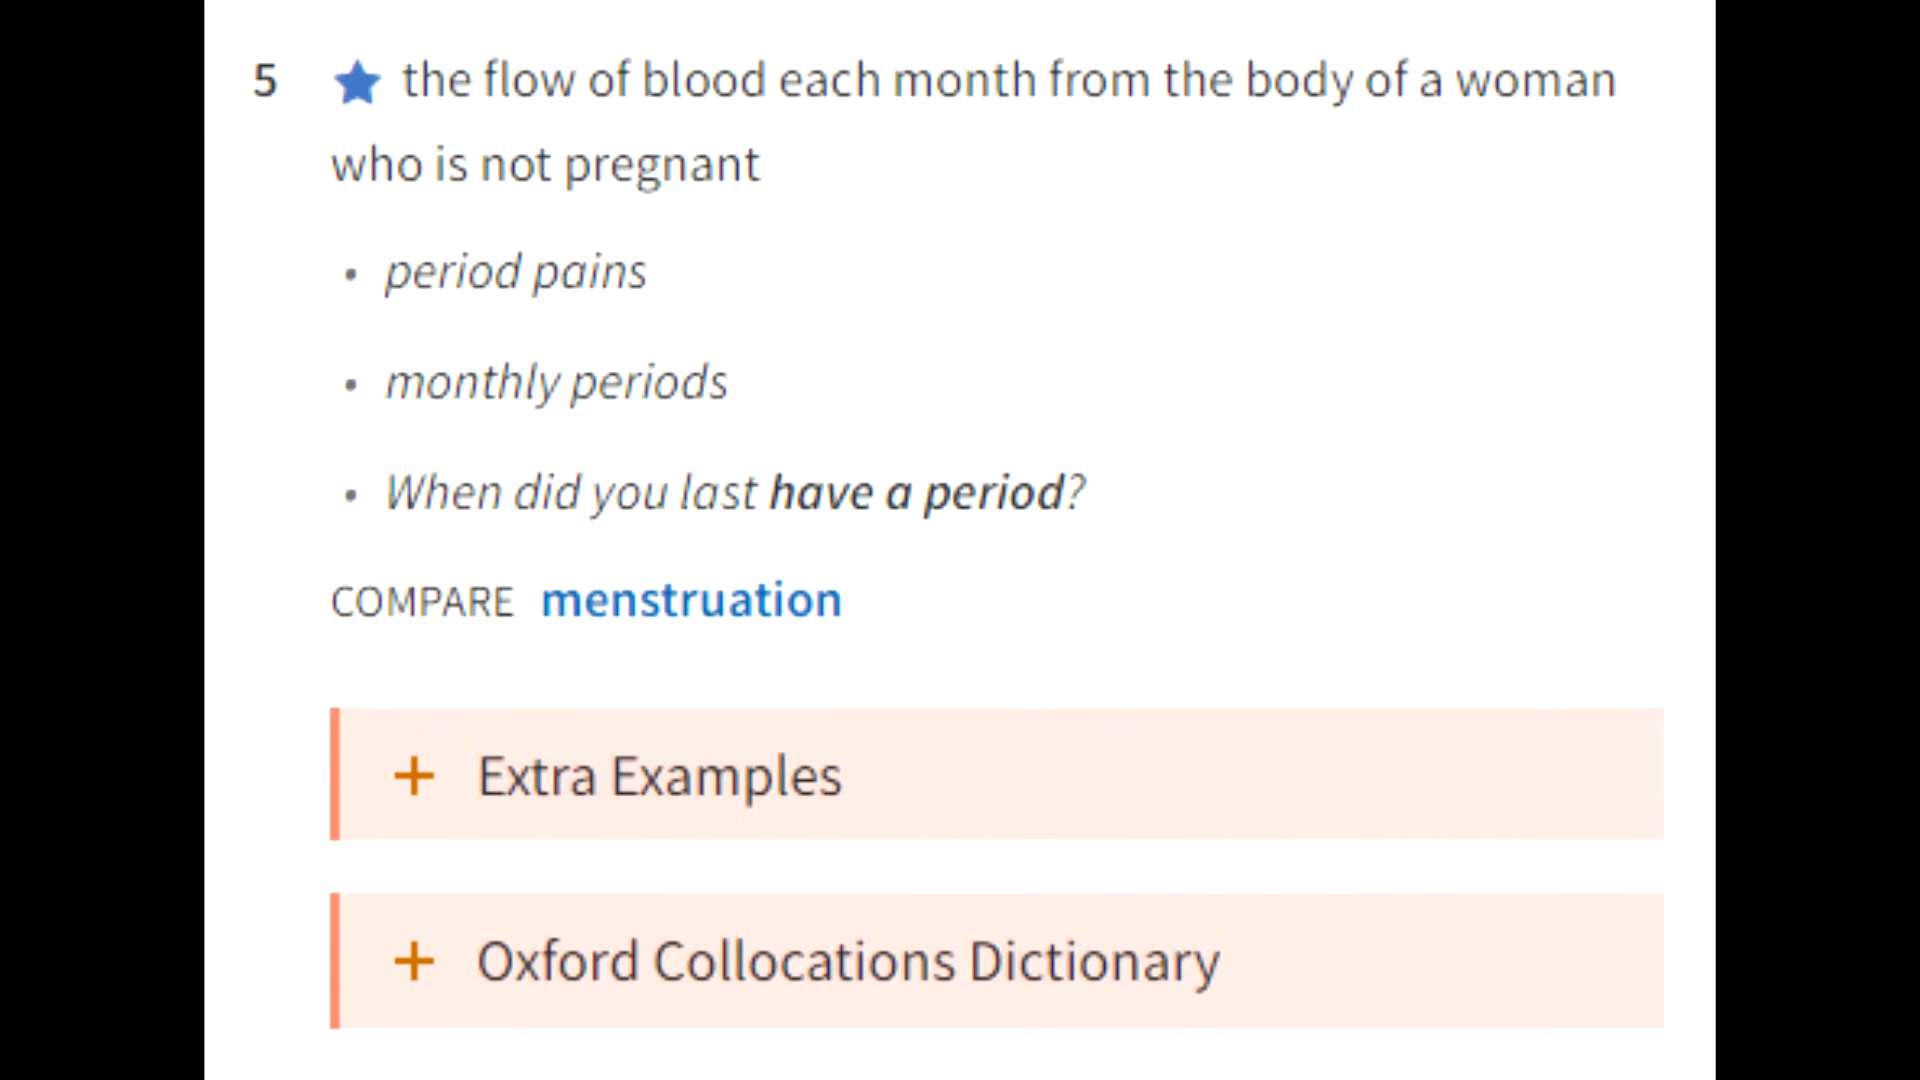 5 ★ the flow of blood each month from the body of a woman
who is not pregnant
• period pains
• monthly periods
• When did you last have a period?
COMPARE menstruation
+ Extra Examples
+ Oxford Collocations Dictionary